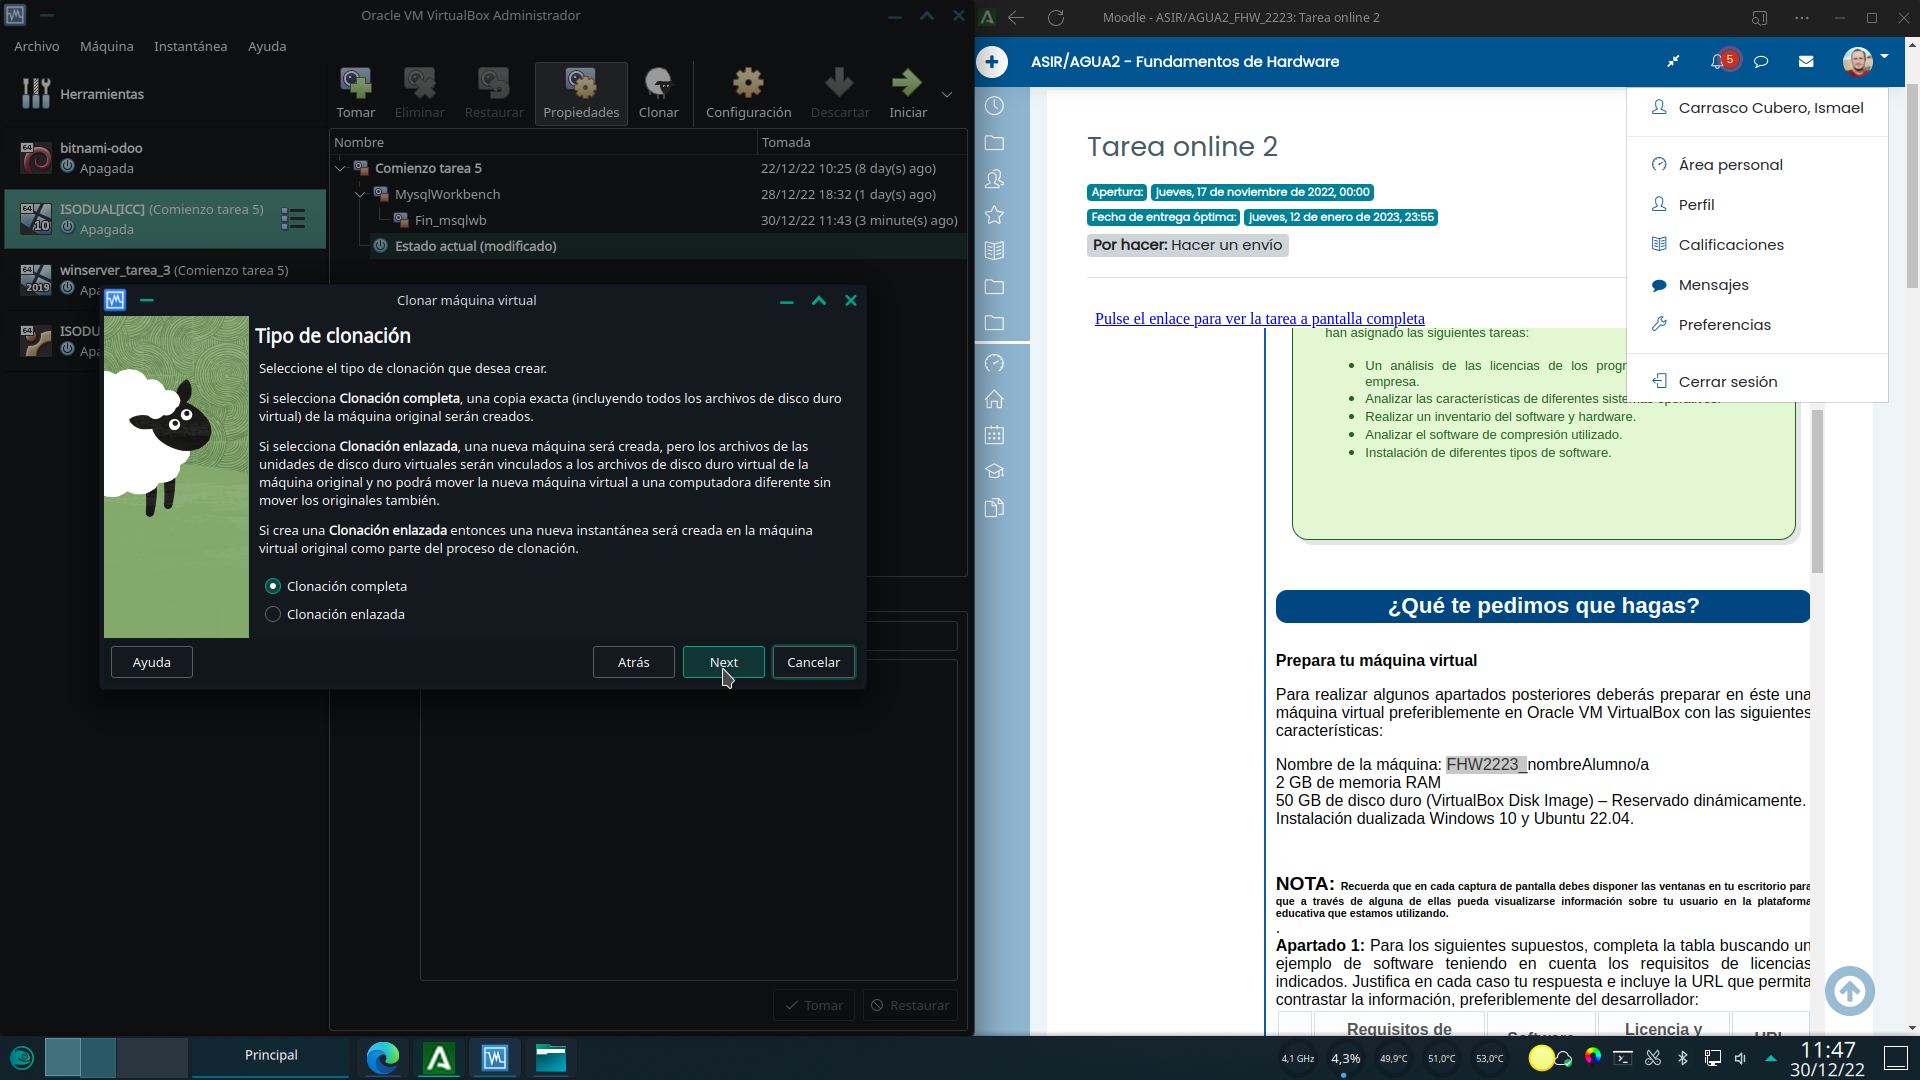 Oracle VM VirtualBox Administrador
Archivo Máquina Instantánea Ayuda
Herramientas
Tomar Eliminar Restaurar Propiedades Clonar Configuración Descartar Iniciar
bitnami-odoo
Apagada
ISODUAL[ICC] (Comienzo tarea 5)
Apagada
winserver_tarea_3 (Comienzo tarea 5)
Apa
ISODU
Apa
64
64
10
64
2019
64
Nombre Tomada
Comienzo tarea 5 22/12/22 10:25 (8 day(s) ago)
MysqlWorkbench 28/12/22 18:32 (1 day(s) ago)
Fin_msqlwb 30/12/22 11:43 (3 minute(s) ago)
Estado actual (modificado)
Clonar máquina virtual
Tipo de clonación
Seleccione el tipo de clonación que desea crear.
Si selecciona Clonación completa, una copia exacta (incluyendo todos los archivos de disco duro
virtual) de la máquina original serán creados.
Si selecciona Clonación enlazada, una nueva máquina será creada, pero los archivos de las
unidades de disco duro virtuales serán vinculados a los archivos de disco duro virtual de la
máquina original y no podrá mover la nueva máquina virtual a una computadora diferente sin
mover los originales también.
Si crea una Clonación enlazada entonces una nueva instantánea será creada en la máquina
virtual original como parte del proceso de clonación.
Clonación completa
Clonación enlazada
Ayuda Atrás Next Cancelar
Tomar Restaurar
Moodle - ASIR/AGUA2_FHW_2223: Tarea online 2
ASIR/AGUA2 - Fundamentos de Hardware
5
Carrasco Cubero, Ismael
Área personal
Perfil
Calificaciones
Mensajes
Preferencias
Cerrar sesión
Tarea online 2
Apertura: jueves, 17 de noviembre de 2022, 00:00
Fecha de entrega óptima: jueves, 12 de enero de 2023, 23:55
Por hacer: Hacer un envío
Pulse el enlace para ver la tarea a pantalla completa
han asignado las siguientes tareas:
Un análisis de las licencias de los progr
empresa.
Analizar las características de diferentes sistemas operativos.
Realizar un inventario del software y hardware.
Analizar el software de compresión utilizado.
Instalación de diferentes tipos de software.
¿Qué te pedimos que hagas?
Prepara tu máquina virtual
Para realizar algunos apartados posteriores deberás preparar en éste una
máquina virtual preferiblemente en Oracle VM VirtualBox con las siguientes
características:
Nombre de la máquina: FHW2223_nombreAlumno/a
2 GB de memoria RAM
50 GB de disco duro (VirtualBox Disk Image) – Reservado dinámicamente.
Instalación dualizada Windows 10 y Ubuntu 22.04.
NOTA: Recuerda que en cada captura de pantalla debes disponer las ventanas en tu escritorio para
que a través de alguna de ellas pueda visualizarse información sobre tu usuario en la plataforma
educativa que estamos utilizando.
.
Apartado 1: Para los siguientes supuestos, completa la tabla buscando un
ejemplo de software teniendo en cuenta los requisitos de licencias
indicados. Justifica en cada caso tu respuesta e incluye la URL que permita
contrastar la información, preferiblemente del desarrollador:
Requisitos de Software Licencia y URL
Principal
4,1 GHz 4,3% 49,9°C 51,0°C 53,0°C
11:47
30/12/22